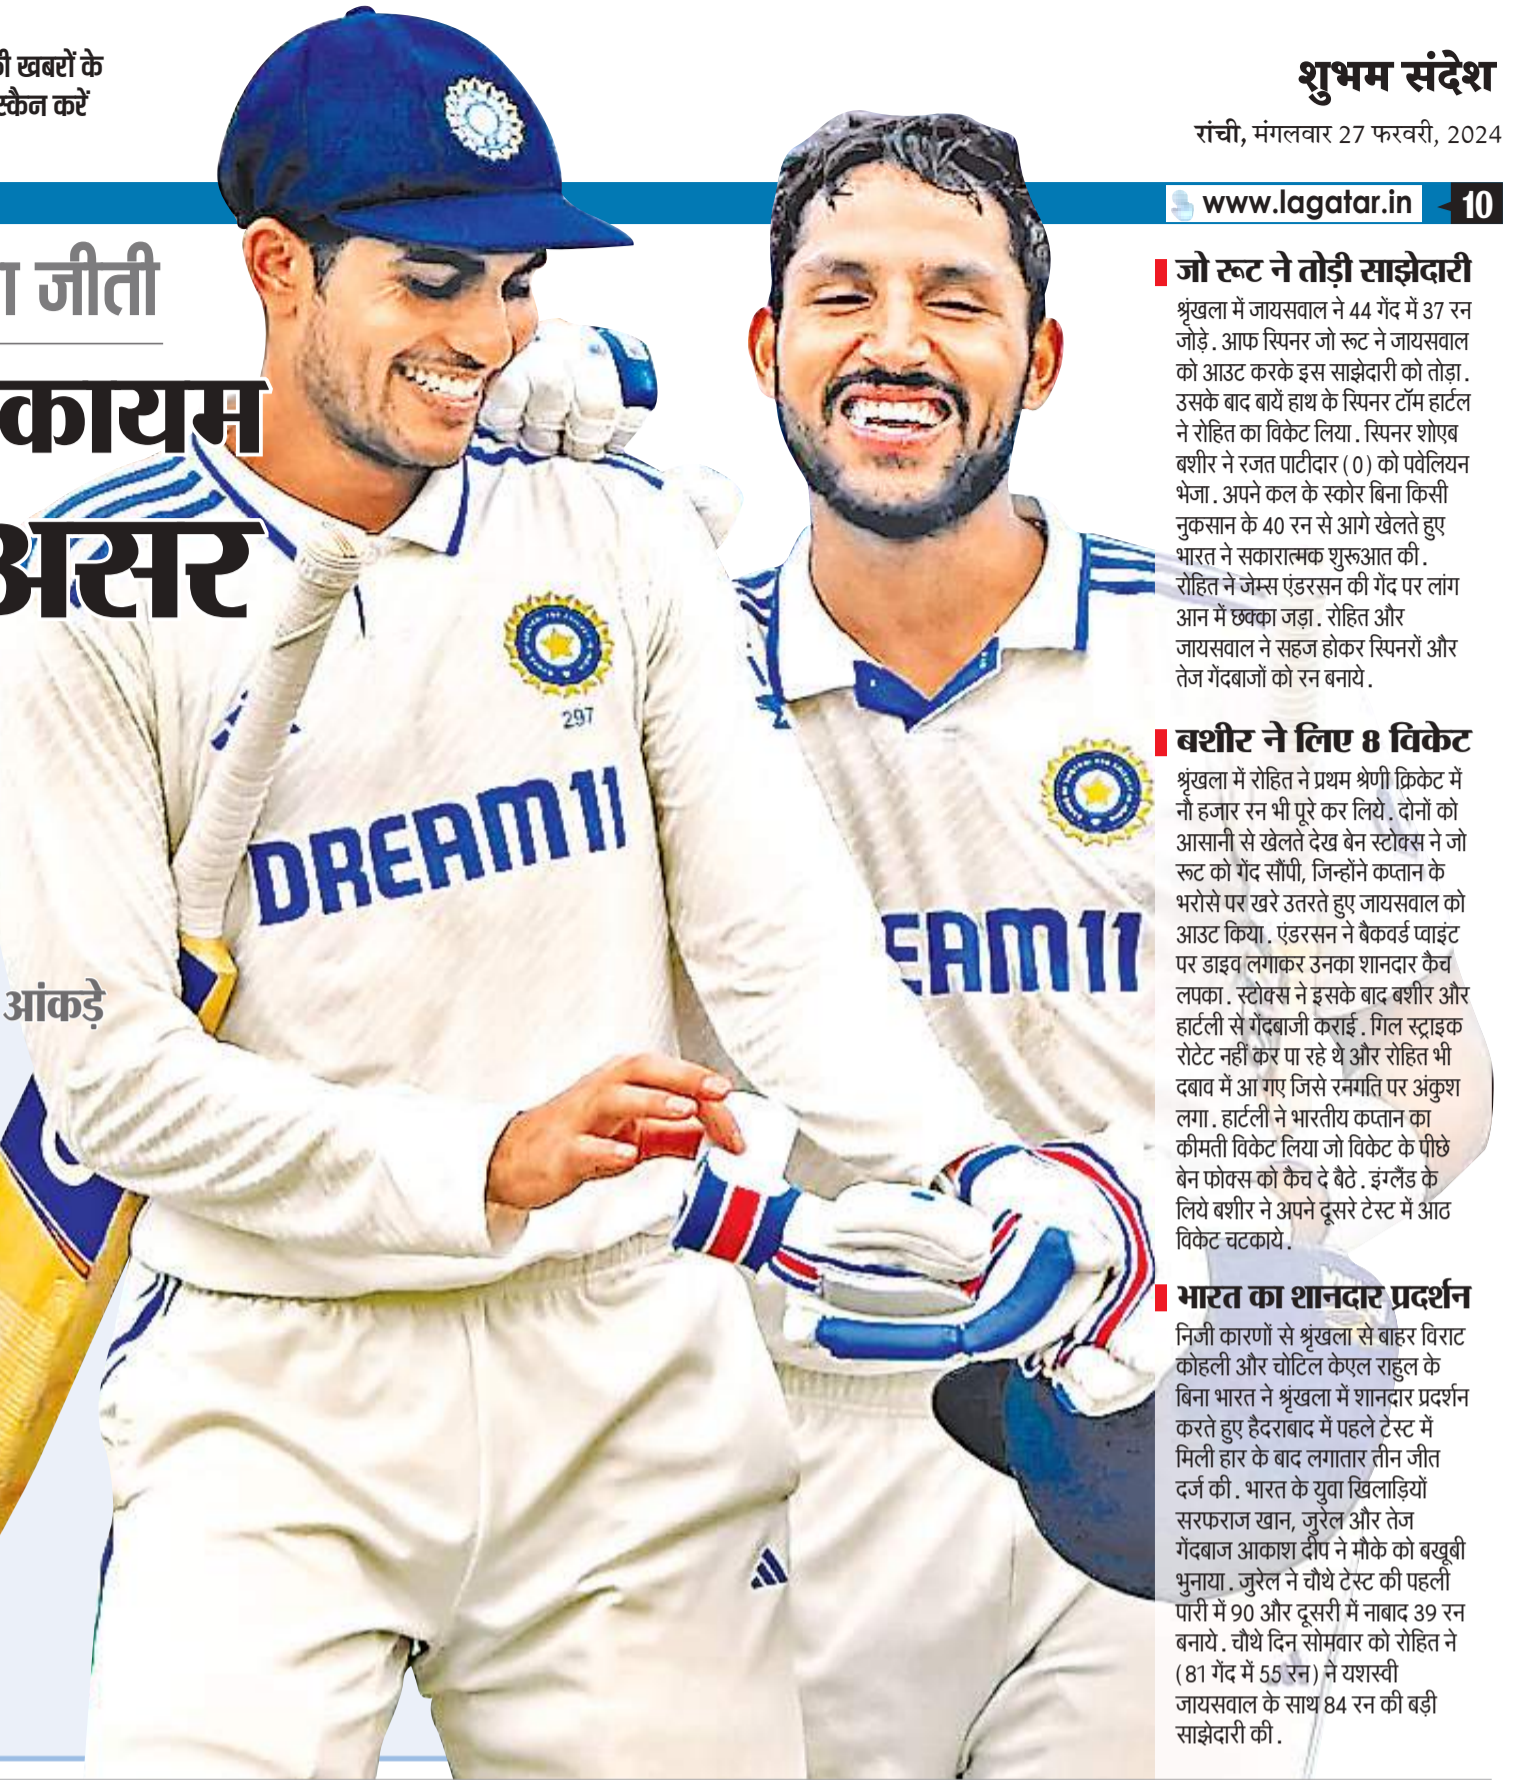 खबरों के
स्कैन करें
शुभम संदेश
रांची, मंगलवार 27 फरवरी, 2024
www.lagatar.in 10
जीती
कायम
असर
आंकड़े
297
DREAM11
EAM11
जो रूट ने तोड़ी साझेदारी
श्रृंखला में जायसवाल ने 44 गेंद में 37 रन
जोड़े. आफ स्पिनर जो रूट ने जायसवाल
को आउट करके इस साझेदारी को तोड़ा.
उसके बाद बायें हाथ के स्पिनर टॉम हार्टल
ने रोहित का विकेट लिया. स्पिनर शोएब
बशीर ने रजत पाटीदार (0) को पवेलियन
भेजा. अपने कल के स्कोर बिना किसी
नुकसान के 40 रन से आगे खेलते हुए
भारत ने सकारात्मक शुरूआत की.
रोहित ने जेम्स एंडरसन की गेंद पर लांग
आन में छक्का जड़ा. रोहित और
जायसवाल ने सहज होकर स्पिनरों और
तेज गेंदबाजों को रन बनाये.
बशीर ने लिए 8 विकेट
श्रृंखला में रोहित ने प्रथम श्रेणी क्रिकेट में
नौ हजार रन भी पूरे कर लिये. दोनों को
आसानी से खेलते देख बेन स्टोक्स ने जो
रूट को गेंद सौंपी, जिन्होंने कप्तान के
भरोसे पर खरे उतरते हुए जायसवाल को
आउट किया. एंडरसन ने बैकवर्ड प्वाइंट
पर डाइव लगाकर उनका शानदार कैच
लपका. स्टोक्स ने इसके बाद बशीर और
हार्टली से गेंदबाजी कराई. गिल स्ट्राइक
रोटेट नहीं कर पा रहे थे और रोहित भी
दबाव में आ गए जिसे रनगति पर अंकुश
लगा. हार्टली ने भारतीय कप्तान का
कीमती विकेट लिया जो विकेट के पीछे
बेन फोक्स को कैच दे बैठे. इंग्लैंड के
लिये बशीर ने अपने दूसरे टेस्ट में आठ
विकेट चटकाये.
भारत का शानदार प्रदर्शन
निजी कारणों से श्रृंखला से बाहर विराट
कोहली और चोटिल केएल राहुल के
बिना भारत ने श्रृंखला में शानदार प्रदर्शन
करते हुए हैदराबाद में पहले टेस्ट में
मिली हार के बाद लगातार तीन जीत
दर्ज की. भारत के युवा खिलाड़ियों
सरफराज खान, जुरेल और तेज
गेंदबाज आकाश दीप ने मौके को बखूबी
भुनाया. जुरेल ने चौथे टेस्ट की पहली
पारी में 90 और दूसरी में नाबाद 39 रन
बनाये. चौथे दिन सोमवार को रोहित ने
(81 गेंद में 55 रन) ने यशस्वी
जायसवाल के साथ 84 रन की बड़ी
साझेदारी की.